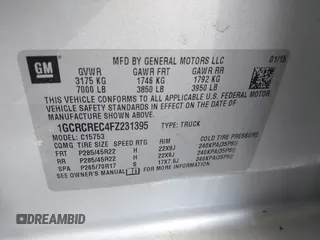 GM
MFD BY GENERAL MOTORS LLC
01/15
GVWR GAWR FRT GAWR RR
3175 KG 1746 KG 1792 KG
7000 LB 3850 LB 3950 LB
THIS VEHICLE CONFORMS TO ALL APPLICABLE U.S. FEDERAL MOTOR
VEHICLE SAFETY STANDARDS IN EFFECT ON THE DATE OF
MANUFACTURE SHOWN ABOVE.
1GCRCREC4FZ231395 TYPE: TRUCK
MODEL: C15753
TIRE SIZE SPEED RTG RIM COLD TIRE PRESSURE
FRT P285/45R22 H 22X9J 240KPA(35PSI)
RR P285/45R22 H 22X9J 240KPA(35PSI)
SPA P265/70R17 S 17X7.5J 240KPA(35PSI)
SEE OWNER'S MANUAL FOR MORE INFORMATION
DREAMBID